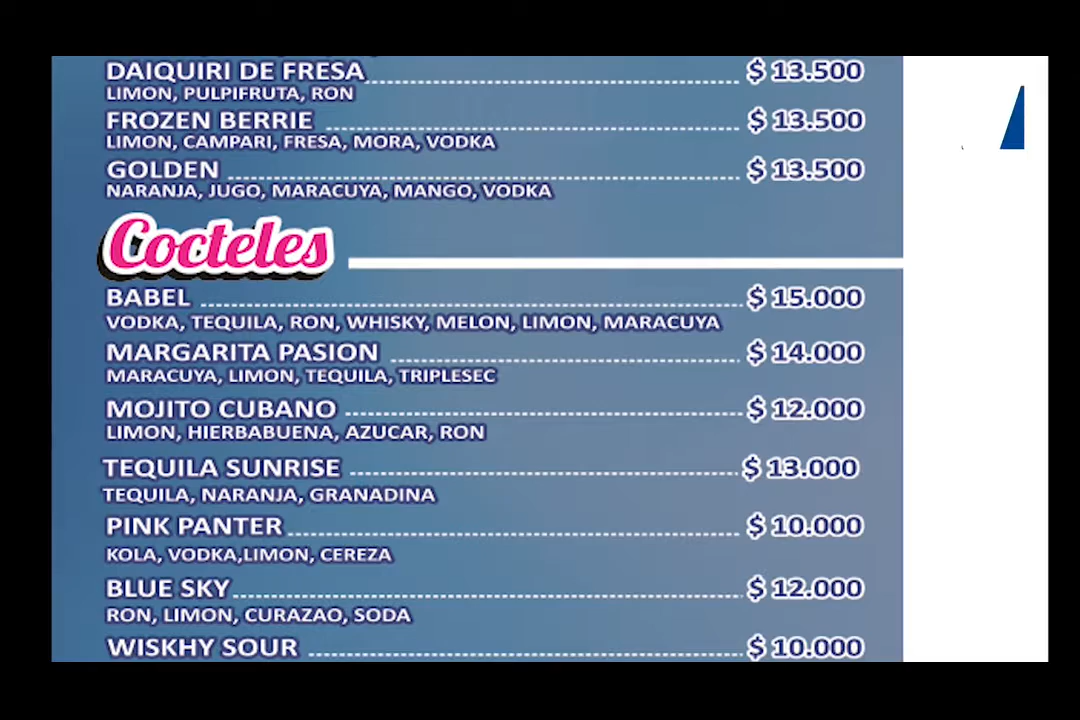 DAIQUIRI DE FRESA ........ $ 13.500
LIMON, PULPIFRUTA, RON
FROZEN BERRIE ........ $ 13.500
LIMON, CAMPARI, FRESA, MORA, VODKA
GOLDEN ........ $ 13.500
NARANJA, JUGO, MARACUYA, MANGO, VODKA
Cocteles
BABEL ........ $ 15.000
VODKA, TEQUILA, RON, WHISKY, MELON, LIMON, MARACUYA
MARGARITA PASION ........ $ 14.000
MARACUYA, LIMON, TEQUILA, TRIPLESEC
MOJITO CUBANO ........ $ 12.000
LIMON, HIERBABUENA, AZUCAR, RON
TEQUILA SUNRISE ........ $ 13.000
TEQUILA, NARANJA, GRANADINA
PINK PANTER ........ $ 10.000
KOLA, VODKA,LIMON, CEREZA
BLUE SKY ........ $ 12.000
RON, LIMON, CURAZAO, SODA
WISKHY SOUR ........ $ 10.000